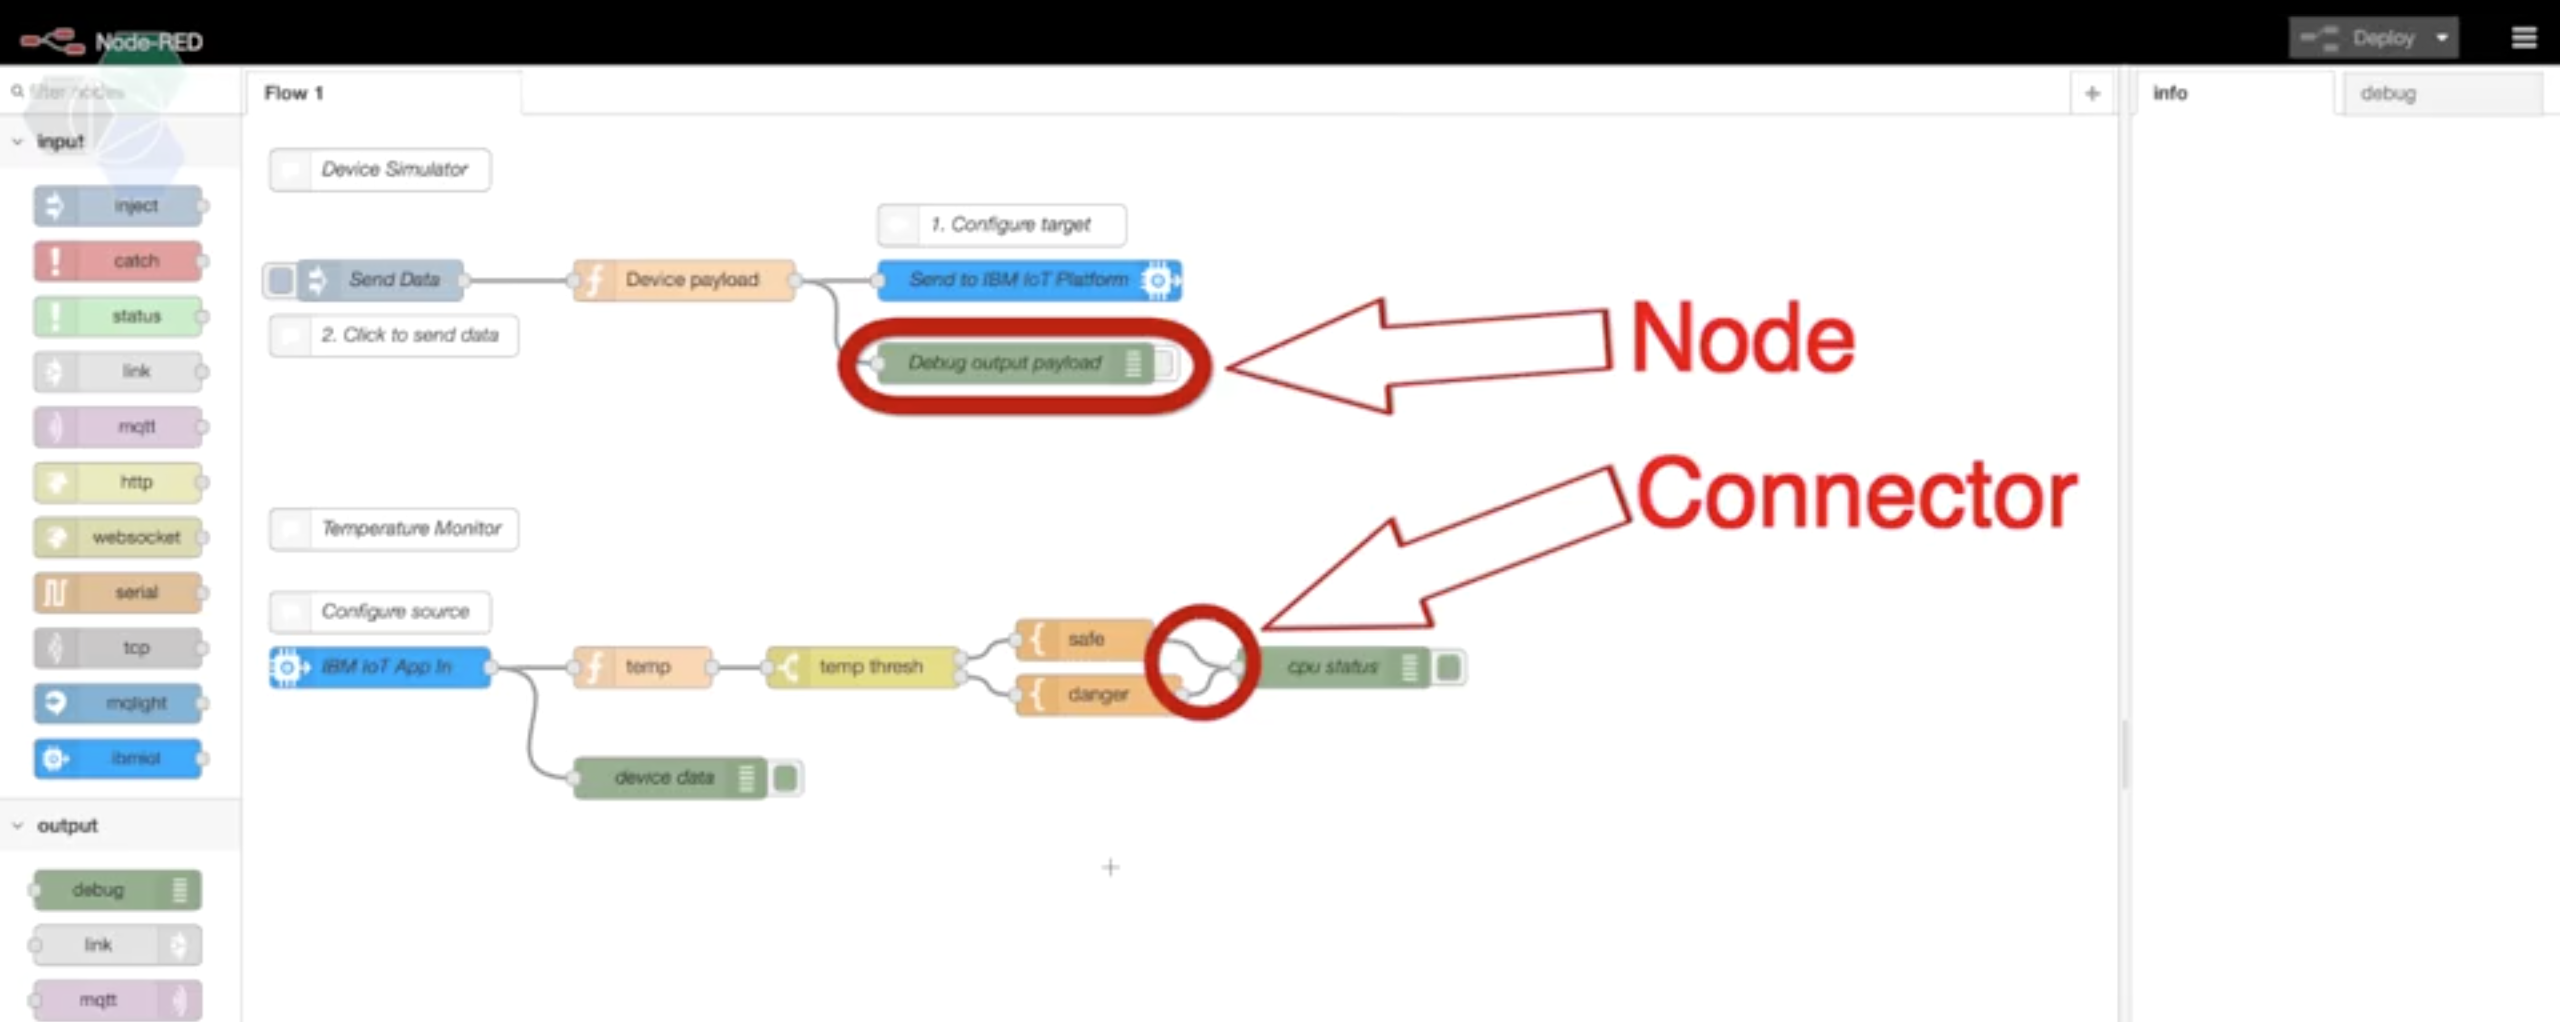 Node-RED
Deploy
filter nodes
Flow 1
+
info
debug
input
inject
catch
status
link
mqtt
http
websocket
serial
tcp
mqlight
ibmiot
output
debug
link
mqtt
Device Simulator
1. Configure target
Send Data
Device payload
Send to IBM IoT Platform
2. Click to send data
Debug output payload
Node
Connector
Temperature Monitor
Configure source
IBM IoT App In
temp
temp thresh
safe
danger
cpu status
device data